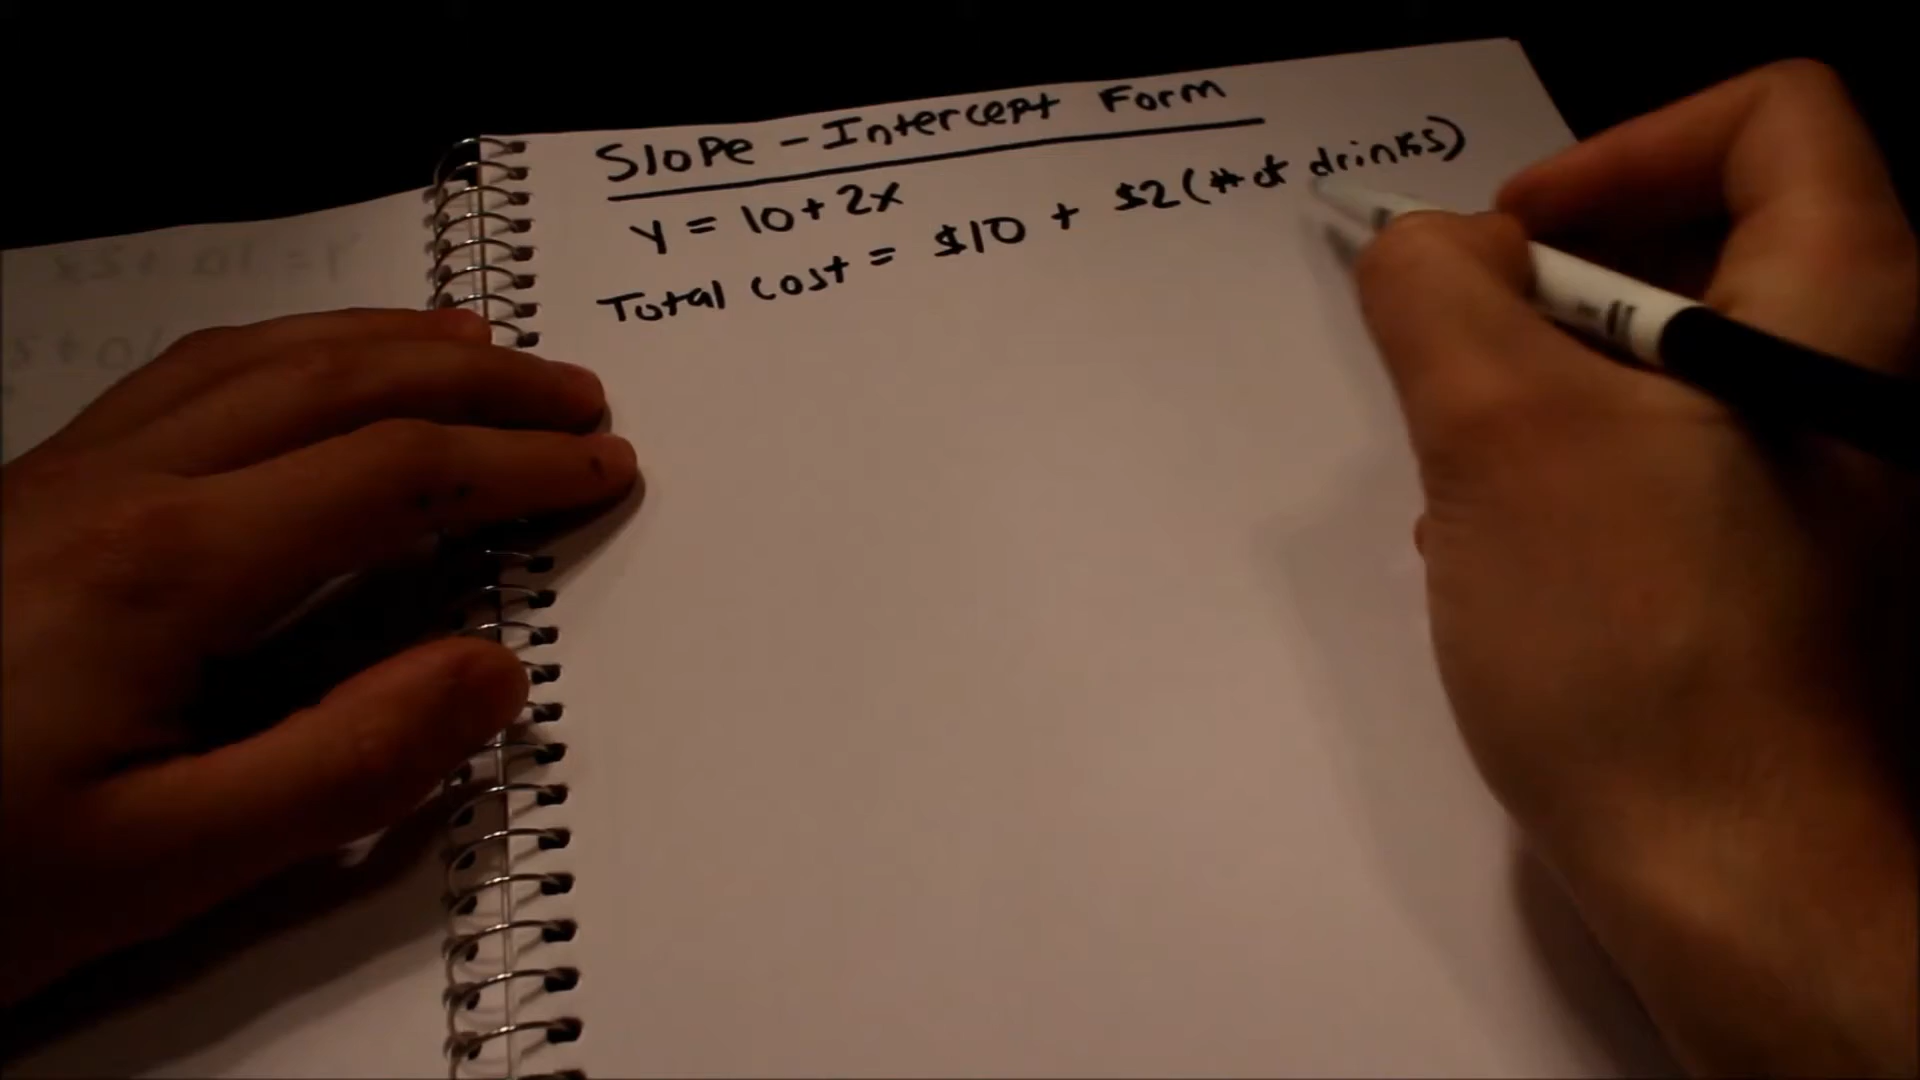 Slope - Intercept Form
Y = 10 + 2x
Total cost = $10 + $2 (# of drinks)